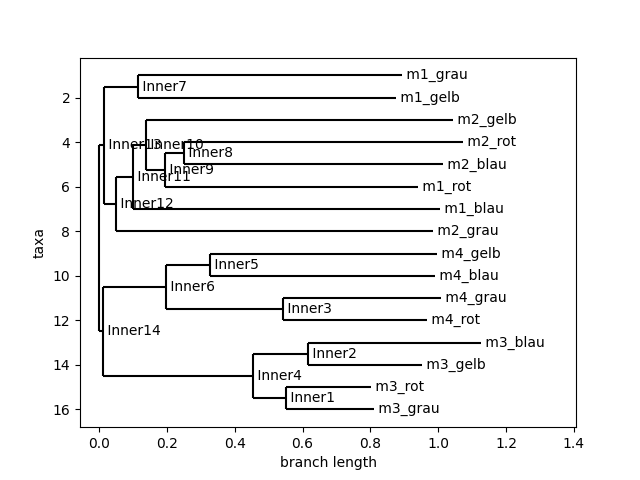 m1_grau
Inner7
m1_gelb
m2_gelb
m2_rot
Inner13
Inner10
Inner8
m2_blau
Inner9
Inner11
m1_rot
Inner12
m1_blau
m2_grau
m4_gelb
Inner5
m4_blau
Inner6
m4_grau
Inner3
m4_rot
Inner14
m3_blau
Inner2
m3_gelb
Inner4
m3_rot
Inner1
m3_grau
2
4
6
8
10
12
14
16
taxa
0.0 0.2 0.4 0.6 0.8 1.0 1.2 1.4
branch length